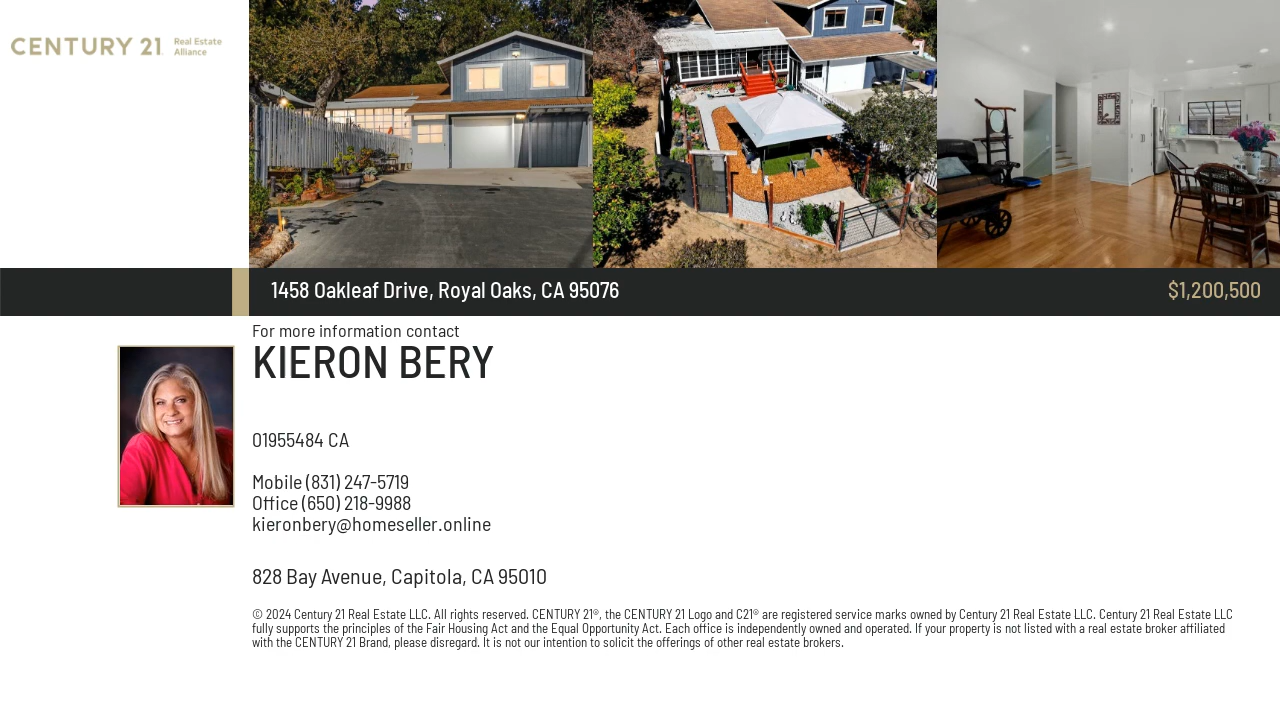 CENTURY 21
Real Estate
Alliance
1458 Oakleaf Drive, Royal Oaks, CA 95076
$1,200,500
For more information contact
KIERON BERY
01955484 CA
Mobile (831) 247-5719
Office (650) 218-9988
kieronbery@homeseller.online
828 Bay Avenue, Capitola, CA 95010
© 2024 Century 21 Real Estate LLC. All rights reserved. CENTURY 21®, the CENTURY 21 Logo and C21® are registered service marks owned by Century 21 Real Estate LLC. Century 21 Real Estate LLC
fully supports the principles of the Fair Housing Act and the Equal Opportunity Act. Each office is independently owned and operated. If your property is not listed with a real estate broker affiliated
with the CENTURY 21 Brand, please disregard. It is not our intention to solicit the offerings of other real estate brokers.